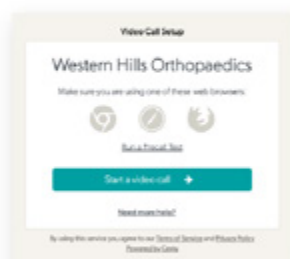 Video Call Setup
Western Hills Orthopaedics
Make sure you are using one of these web browsers:
Run a Precall Test
Start a video call
Need more help?
By using this service you agree to our Terms of Service and Privacy Policy
Powered by